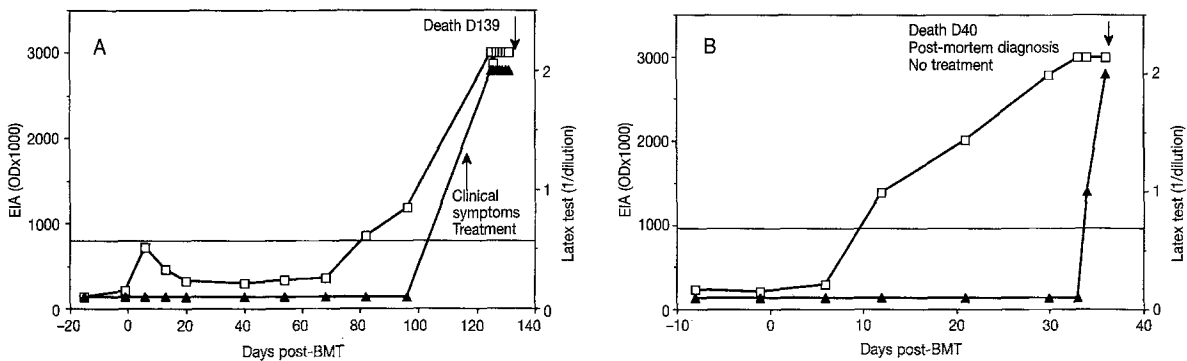 A
Death D139
3000
2000
1000
800
400
0
EIA (ODx1000)
2
1
0
Latex test (1/dilution)
Clinical
symptoms
Treatment
-20 0 20 40 60 80 100 120 140
Days post-BMT
B
Death D40
Post-mortem diagnosis
No treatment
3000
2000
1000
0
EIA (ODx1000)
2
1
0
Latex test (1/dilution)
-10 0 10 20 30 40
Days post-BMT